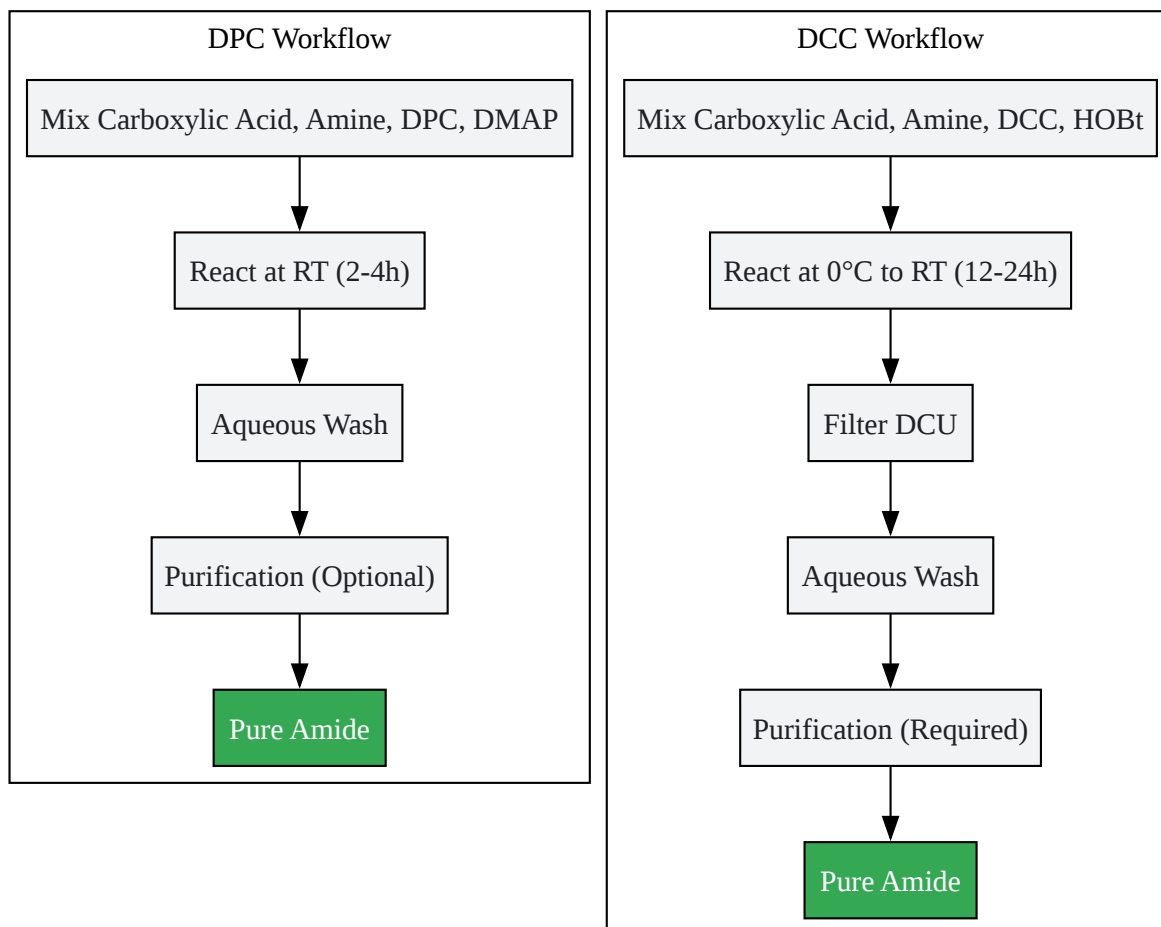 DPC Workflow
Mix Carboxylic Acid, Amine, DPC, DMAP
React at RT (2-4h)
Aqueous Wash
Purification (Optional)
Pure Amide
DCC Workflow
Mix Carboxylic Acid, Amine, DCC, HOBt
React at 0°C to RT (12-24h)
Filter DCU
Aqueous Wash
Purification (Required)
Pure Amide